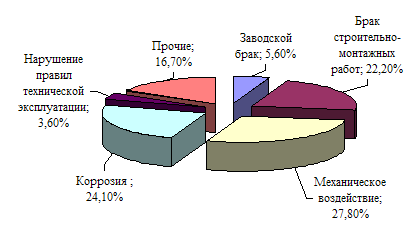 Заводской
брак; 5,60%
Брак
строительно-
монтажных
работ; 22,20%
Механическое
воздействие;
27,80%
Коррозия ;
24,10%
Нарушение
правил
технической
эксплуатации;
3,60%
Прочие;
16,70%